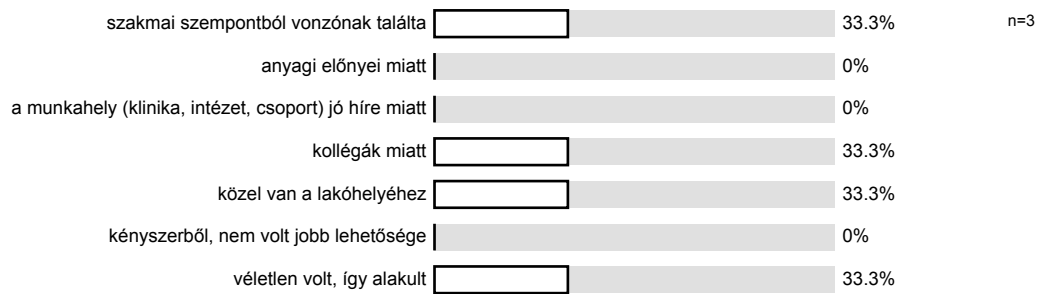 szakmai szempontból vonzónak találta 33.3% n=3
anyagi előnyei miatt 0%
a munkahely (klinika, intézet, csoport) jó híre miatt 0%
kollégák miatt 33.3%
közel van a lakóhelyéhez 33.3%
kényszerből, nem volt jobb lehetősége 0%
véletlen volt, így alakult 33.3%